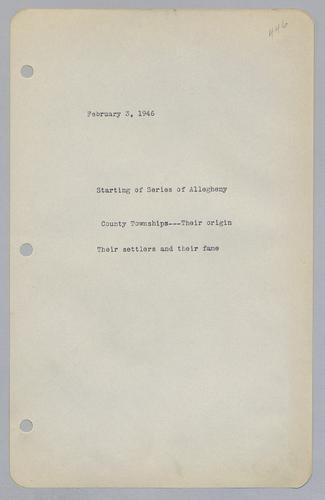 446
February 3, 1946
Starting of Series of Allegheny
County Townships---Their origin
Their settlers and their fame